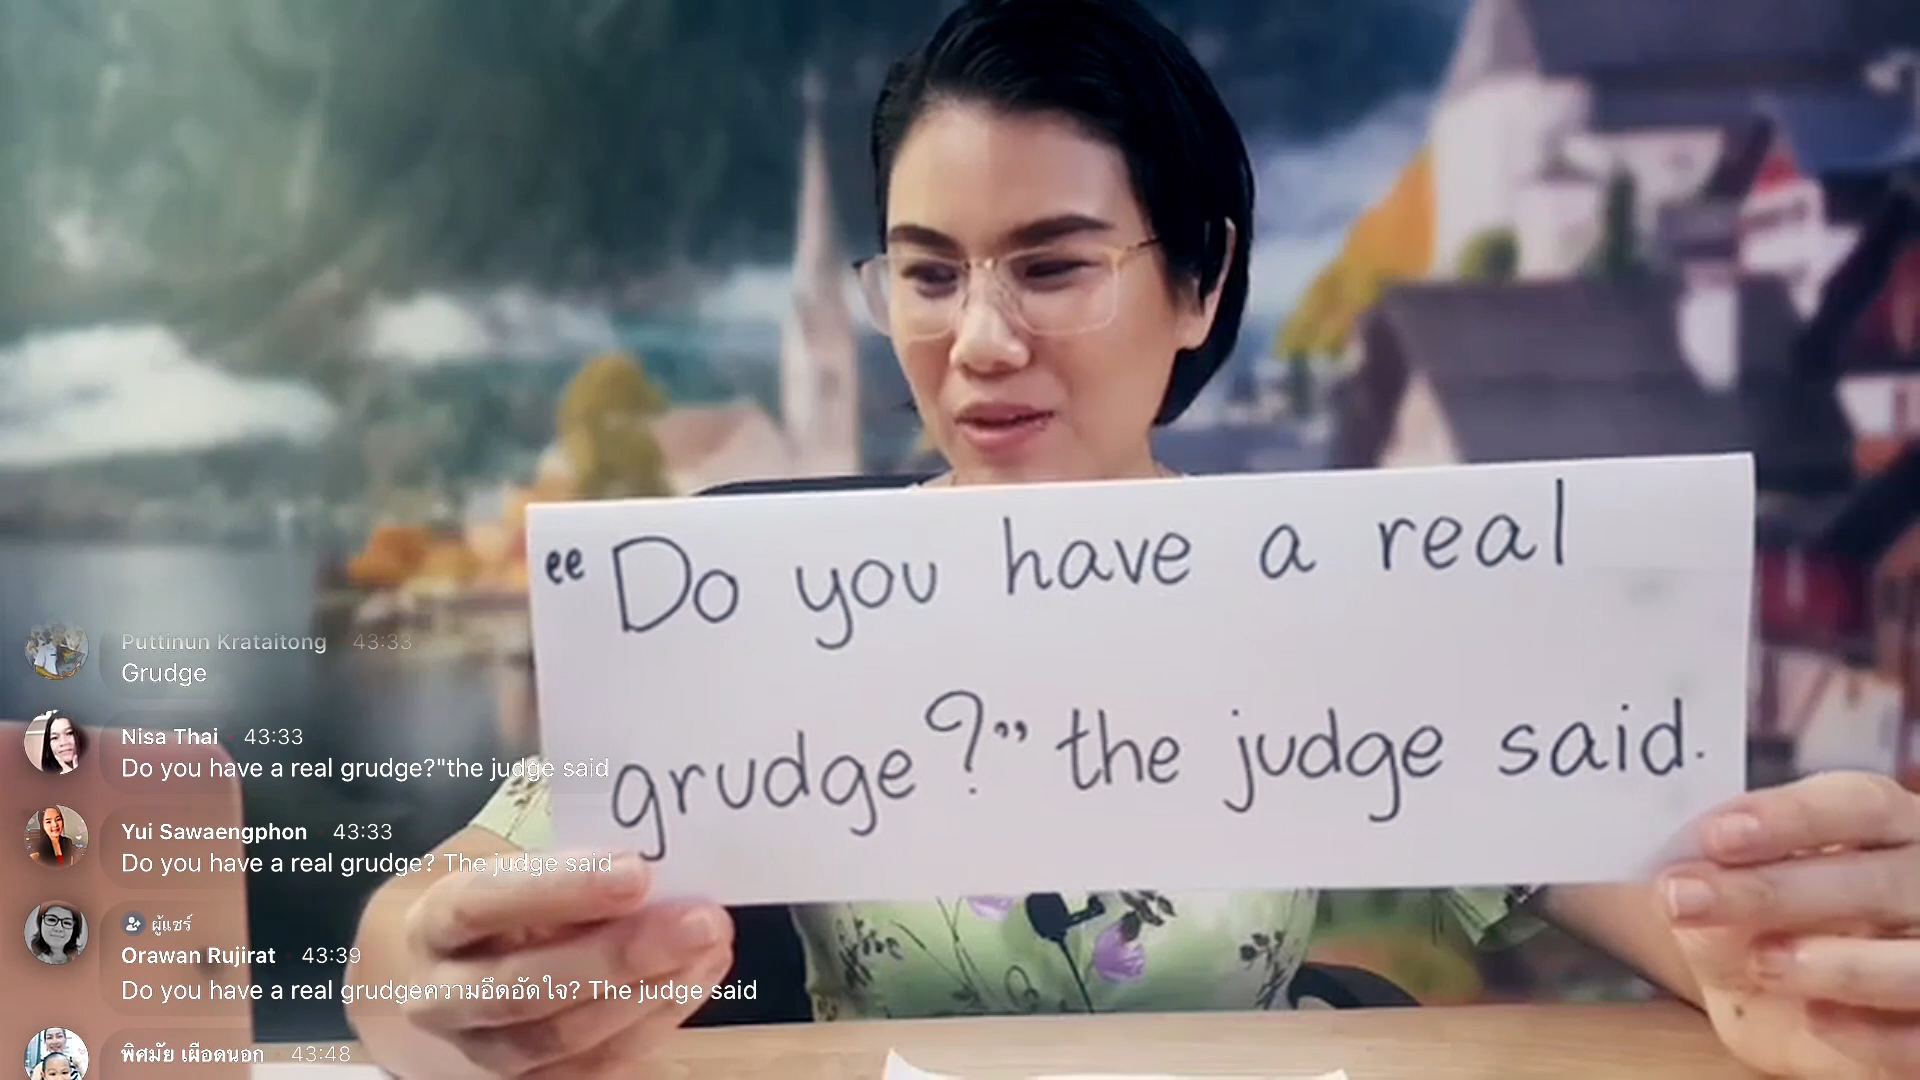 “Do you have a real
grudge?” the judge said.
Puttinun Krataitong 43:33
Grudge
Nisa Thai 43:33
Do you have a real grudge?"the judge said
Yui Sawaengphon 43:33
Do you have a real grudge? The judge said
ผู้แชร์
Orawan Rujirat 43:39
Do you have a real grudgeความอึดอัดใจ? The judge said
พิศมัย เผือดนอก 43:48